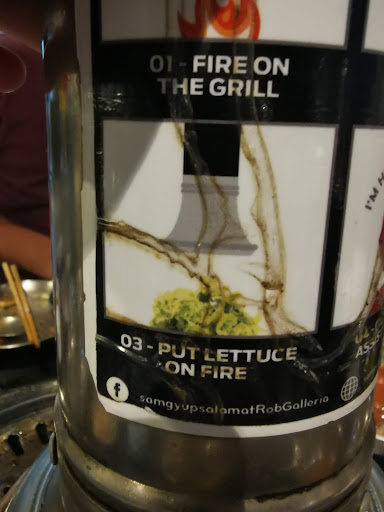 01 - FIRE ON
THE GRILL
I'M
03 - PUT LETTUCE
ON FIRE
f samgyupsalamatRobGalleria